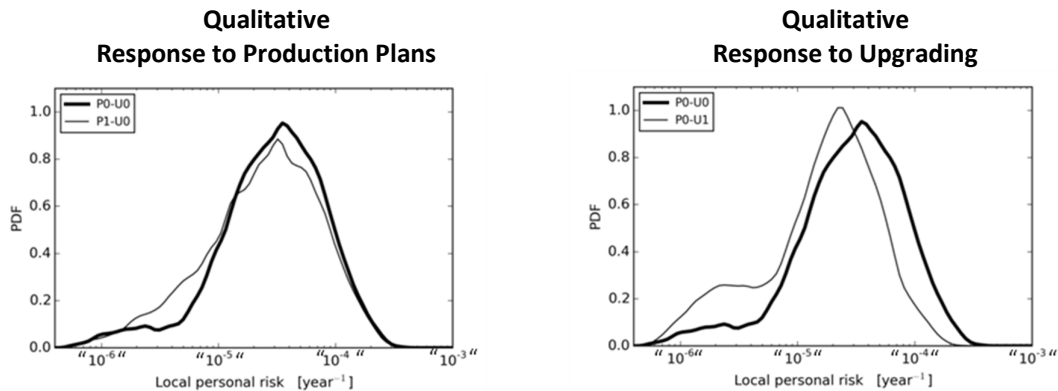 Qualitative
Response to Production Plans
P0-U0
P1-U0
1.0
0.8
0.6
0.4
0.2
0.0
PDF
“10⁻⁶“ “10⁻⁵“ “10⁻⁴“ “10⁻³“
Local personal risk [year⁻¹]
Qualitative
Response to Upgrading
P0-U0
P0-U1
1.0
0.8
0.6
0.4
0.2
0.0
PDF
“10⁻⁶“ “10⁻⁵“ “10⁻⁴“ “10⁻³“
Local personal risk [year⁻¹]